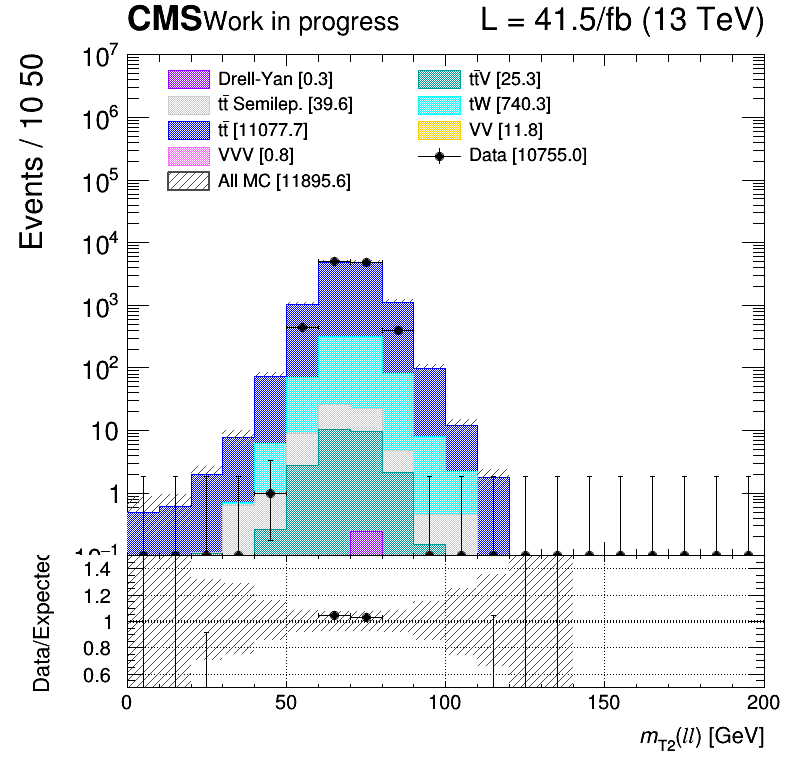 CMS Work in progress L = 41.5/fb (13 TeV)
Events / 10 50
10⁷
10⁶
10⁵
10⁴
10³
10²
10
1
10⁻¹
Drell-Yan [0.3]
tt̄ Semilep. [39.6]
tt̄ [11077.7]
VVV [0.8]
All MC [11895.6]
tt̄V [25.3]
tW [740.3]
VV [11.8]
Data [10755.0]
Data/Expected
1.4
1.2
1
0.8
0.6
0 50 100 150 200
m_T2(ll) [GeV]